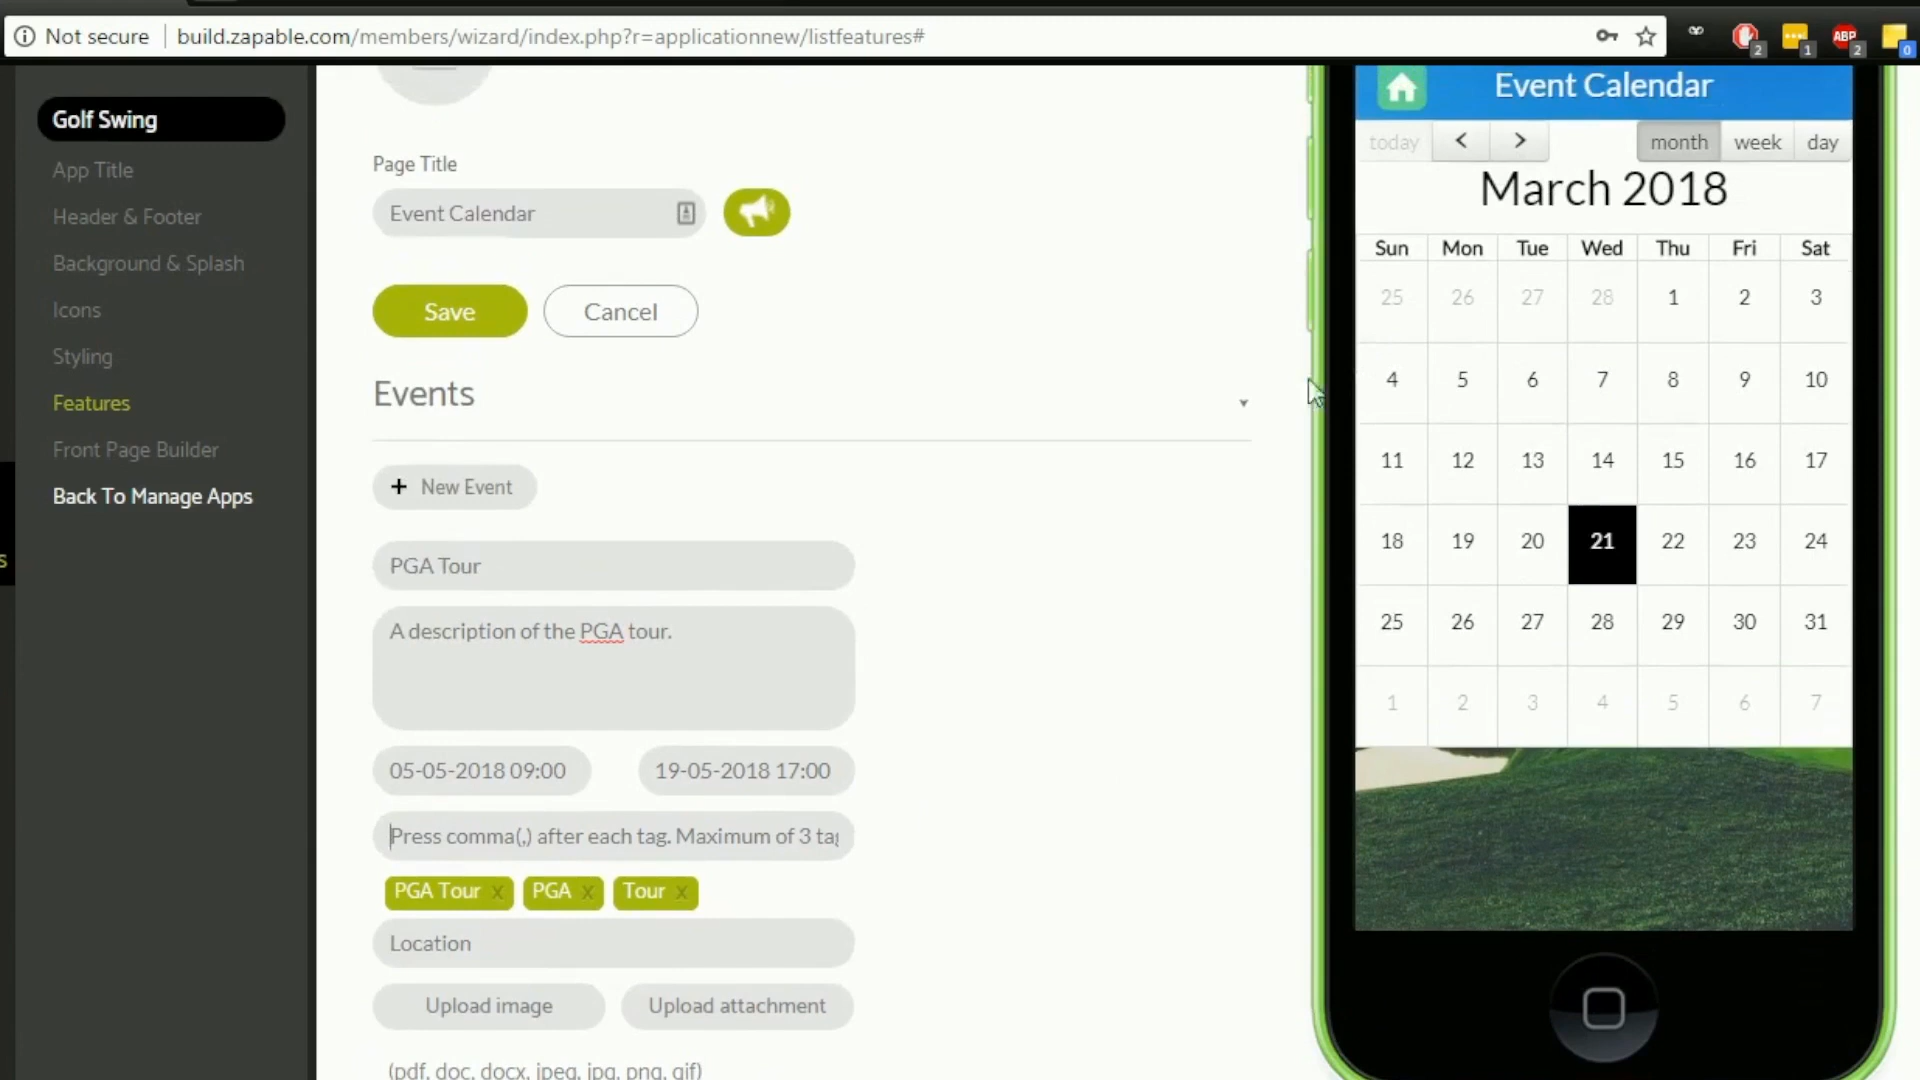 Not secure build.zapable.com/members/wizard/index.php?r=applicationnew/listfeatures#
2 1 ABP 2 0
Golf Swing
App Title
Header & Footer
Background & Splash
Icons
Styling
Features
Front Page Builder
Back To Manage Apps
s
Page Title
Event Calendar
Save Cancel
Events
+ New Event
PGA Tour
A description of the PGA tour.
05-05-2018 09:00 19-05-2018 17:00
Press comma(,) after each tag. Maximum of 3 tag
PGA Tour x PGA x Tour x
Location
Upload image Upload attachment
(pdf, doc, docx, jpeg, jpg, png, gif)
Event Calendar
today < > month week day
March 2018
Sun Mon Tue Wed Thu Fri Sat
25 26 27 28 1 2 3
4 5 6 7 8 9 10
11 12 13 14 15 16 17
18 19 20 21 22 23 24
25 26 27 28 29 30 31
1 2 3 4 5 6 7